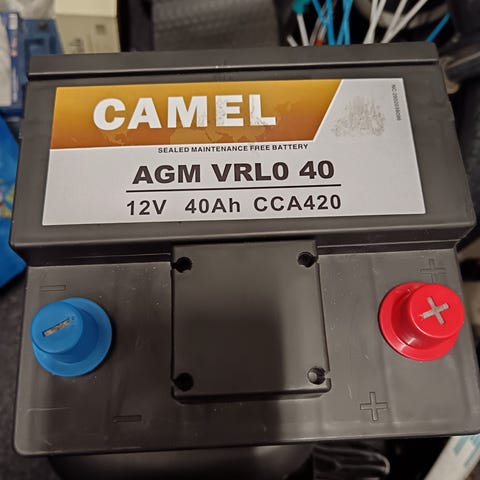 CAMEL
SEALED MAINTENANCE FREE BATTERY
AGM VRL0 40
12V 40Ah CCA420